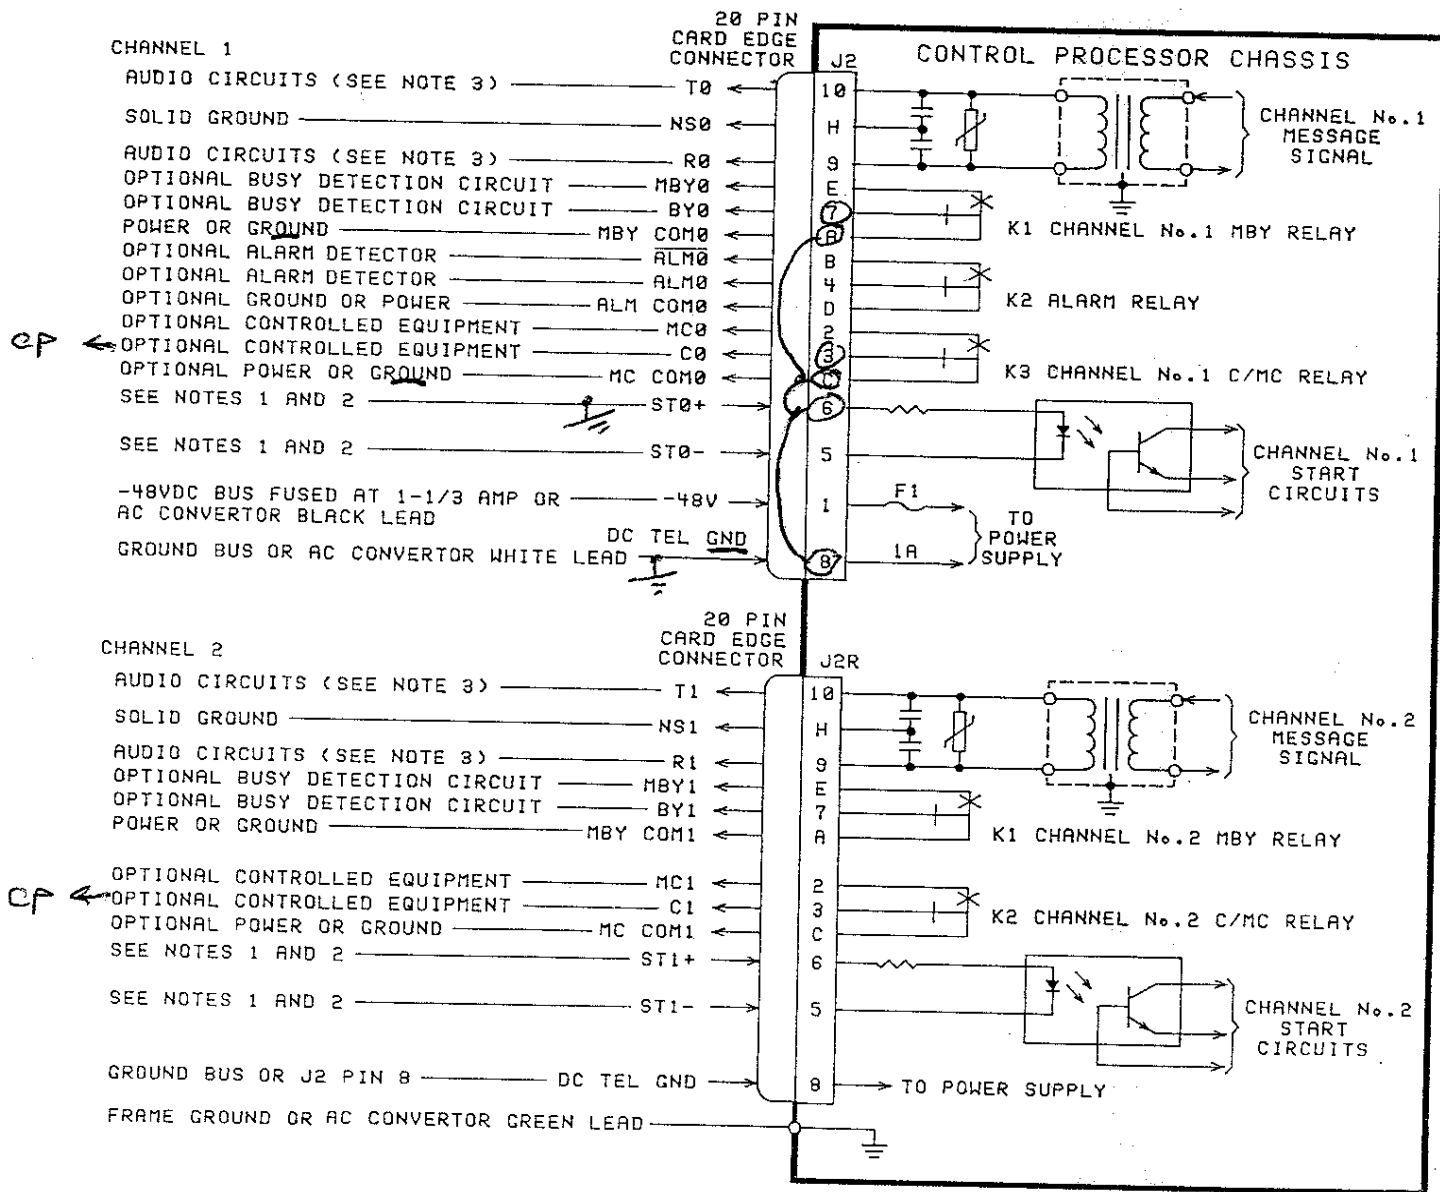 20 PIN
CARD EDGE
CONNECTOR
J2
CONTROL PROCESSOR CHASSIS
CHANNEL 1
AUDIO CIRCUITS (SEE NOTE 3) T0 10
SOLID GROUND NS0 H
AUDIO CIRCUITS (SEE NOTE 3) R0 9
CHANNEL No.1
MESSAGE
SIGNAL
OPTIONAL BUSY DETECTION CIRCUIT MBY0 E
OPTIONAL BUSY DETECTION CIRCUIT BY0 7
POWER OR GROUND MBY COM0 A
K1 CHANNEL No.1 MBY RELAY
OPTIONAL ALARM DETECTOR ALM0 B
OPTIONAL ALARM DETECTOR ALM0 4
OPTIONAL GROUND OR POWER ALM COM0 D
K2 ALARM RELAY
OPTIONAL CONTROLLED EQUIPMENT MC0 2
CP OPTIONAL CONTROLLED EQUIPMENT C0 3
OPTIONAL POWER OR GROUND MC COM0 C
K3 CHANNEL No.1 C/MC RELAY
SEE NOTES 1 AND 2 ST0+ 6
SEE NOTES 1 AND 2 ST0- 5
CHANNEL No.1
START
CIRCUITS
-48VDC BUS FUSED AT 1-1/3 AMP OR -48V 1 F1
AC CONVERTOR BLACK LEAD
DC TEL GND
GROUND BUS OR AC CONVERTOR WHITE LEAD 8 1A
TO
POWER
SUPPLY
20 PIN
CARD EDGE
CONNECTOR
J2R
CHANNEL 2
AUDIO CIRCUITS (SEE NOTE 3) T1 10
SOLID GROUND NS1 H
AUDIO CIRCUITS (SEE NOTE 3) R1 9
CHANNEL No.2
MESSAGE
SIGNAL
OPTIONAL BUSY DETECTION CIRCUIT MBY1 E
OPTIONAL BUSY DETECTION CIRCUIT BY1 7
POWER OR GROUND MBY COM1 A
K1 CHANNEL No.2 MBY RELAY
OPTIONAL CONTROLLED EQUIPMENT MC1 2
CP OPTIONAL CONTROLLED EQUIPMENT C1 3
OPTIONAL POWER OR GROUND MC COM1 C
K2 CHANNEL No.2 C/MC RELAY
SEE NOTES 1 AND 2 ST1+ 6
SEE NOTES 1 AND 2 ST1- 5
CHANNEL No.2
START
CIRCUITS
GROUND BUS OR J2 PIN 8 DC TEL GND 8 TO POWER SUPPLY
FRAME GROUND OR AC CONVERTOR GREEN LEAD